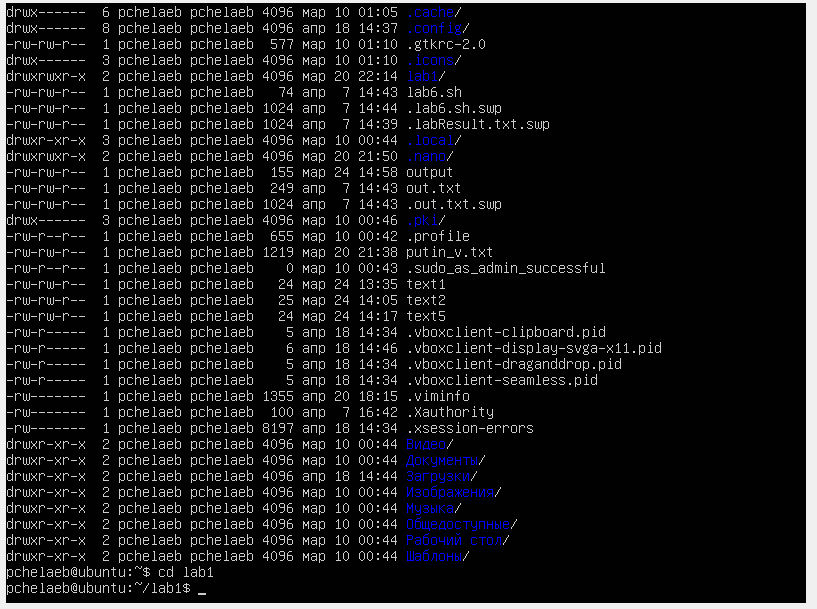 drwx------ 6 pchelaeb pchelaeb 4096 мар 10 01:05 .cache/
drwx------ 8 pchelaeb pchelaeb 4096 апр 18 14:37 .config/
-rw-rw-r-- 1 pchelaeb pchelaeb 577 мар 10 01:10 .gtkrc-2.0
drwx------ 3 pchelaeb pchelaeb 4096 мар 10 01:10 .icons/
drwxrwxr-x 2 pchelaeb pchelaeb 4096 мар 20 22:14 lab1/
-rw-rw-r-- 1 pchelaeb pchelaeb 74 апр 7 14:43 lab6.sh
-rw-rw-r-- 1 pchelaeb pchelaeb 1024 апр 7 14:44 .lab6.sh.swp
-rw-rw-r-- 1 pchelaeb pchelaeb 1024 апр 7 14:39 .labResult.txt.swp
drwxr-xr-x 3 pchelaeb pchelaeb 4096 мар 10 00:44 .local/
drwxrwxr-x 2 pchelaeb pchelaeb 4096 мар 20 21:50 .nano/
-rw-rw-r-- 1 pchelaeb pchelaeb 155 мар 24 14:58 output
-rw-rw-r-- 1 pchelaeb pchelaeb 249 апр 7 14:43 out.txt
-rw-rw-r-- 1 pchelaeb pchelaeb 1024 апр 7 14:43 .out.txt.swp
drwx------ 3 pchelaeb pchelaeb 4096 мар 10 00:46 .pki/
-rw-r--r-- 1 pchelaeb pchelaeb 655 мар 10 00:42 .profile
-rw-rw-r-- 1 pchelaeb pchelaeb 1219 мар 20 21:38 putin_v.txt
-rw-r--r-- 1 pchelaeb pchelaeb 0 мар 10 00:43 .sudo_as_admin_successful
-rw-rw-r-- 1 pchelaeb pchelaeb 24 мар 24 13:35 text1
-rw-rw-r-- 1 pchelaeb pchelaeb 25 мар 24 14:05 text2
-rw-rw-r-- 1 pchelaeb pchelaeb 24 мар 24 14:17 text5
-rw-r----- 1 pchelaeb pchelaeb 5 апр 18 14:34 .vboxclient-clipboard.pid
-rw-r----- 1 pchelaeb pchelaeb 6 апр 18 14:46 .vboxclient-display-svga-x11.pid
-rw-r----- 1 pchelaeb pchelaeb 5 апр 18 14:34 .vboxclient-draganddrop.pid
-rw-r----- 1 pchelaeb pchelaeb 5 апр 18 14:34 .vboxclient-seamless.pid
-rw------- 1 pchelaeb pchelaeb 1355 апр 20 18:15 .viminfo
-rw------- 1 pchelaeb pchelaeb 100 апр 7 16:42 .Xauthority
-rw------- 1 pchelaeb pchelaeb 8197 апр 18 14:34 .xsession-errors
drwxr-xr-x 2 pchelaeb pchelaeb 4096 мар 10 00:44 Видео/
drwxr-xr-x 2 pchelaeb pchelaeb 4096 мар 10 00:44 Документы/
drwxr-xr-x 2 pchelaeb pchelaeb 4096 апр 18 14:44 Загрузки/
drwxr-xr-x 2 pchelaeb pchelaeb 4096 мар 10 00:44 Изображения/
drwxr-xr-x 2 pchelaeb pchelaeb 4096 мар 10 00:44 Музыка/
drwxr-xr-x 2 pchelaeb pchelaeb 4096 мар 10 00:44 Общедоступные/
drwxr-xr-x 2 pchelaeb pchelaeb 4096 мар 10 00:44 Рабочий стол/
drwxr-xr-x 2 pchelaeb pchelaeb 4096 мар 10 00:44 Шаблоны/
pchelaeb@ubuntu:~$ cd lab1
pchelaeb@ubuntu:~/lab1$ _